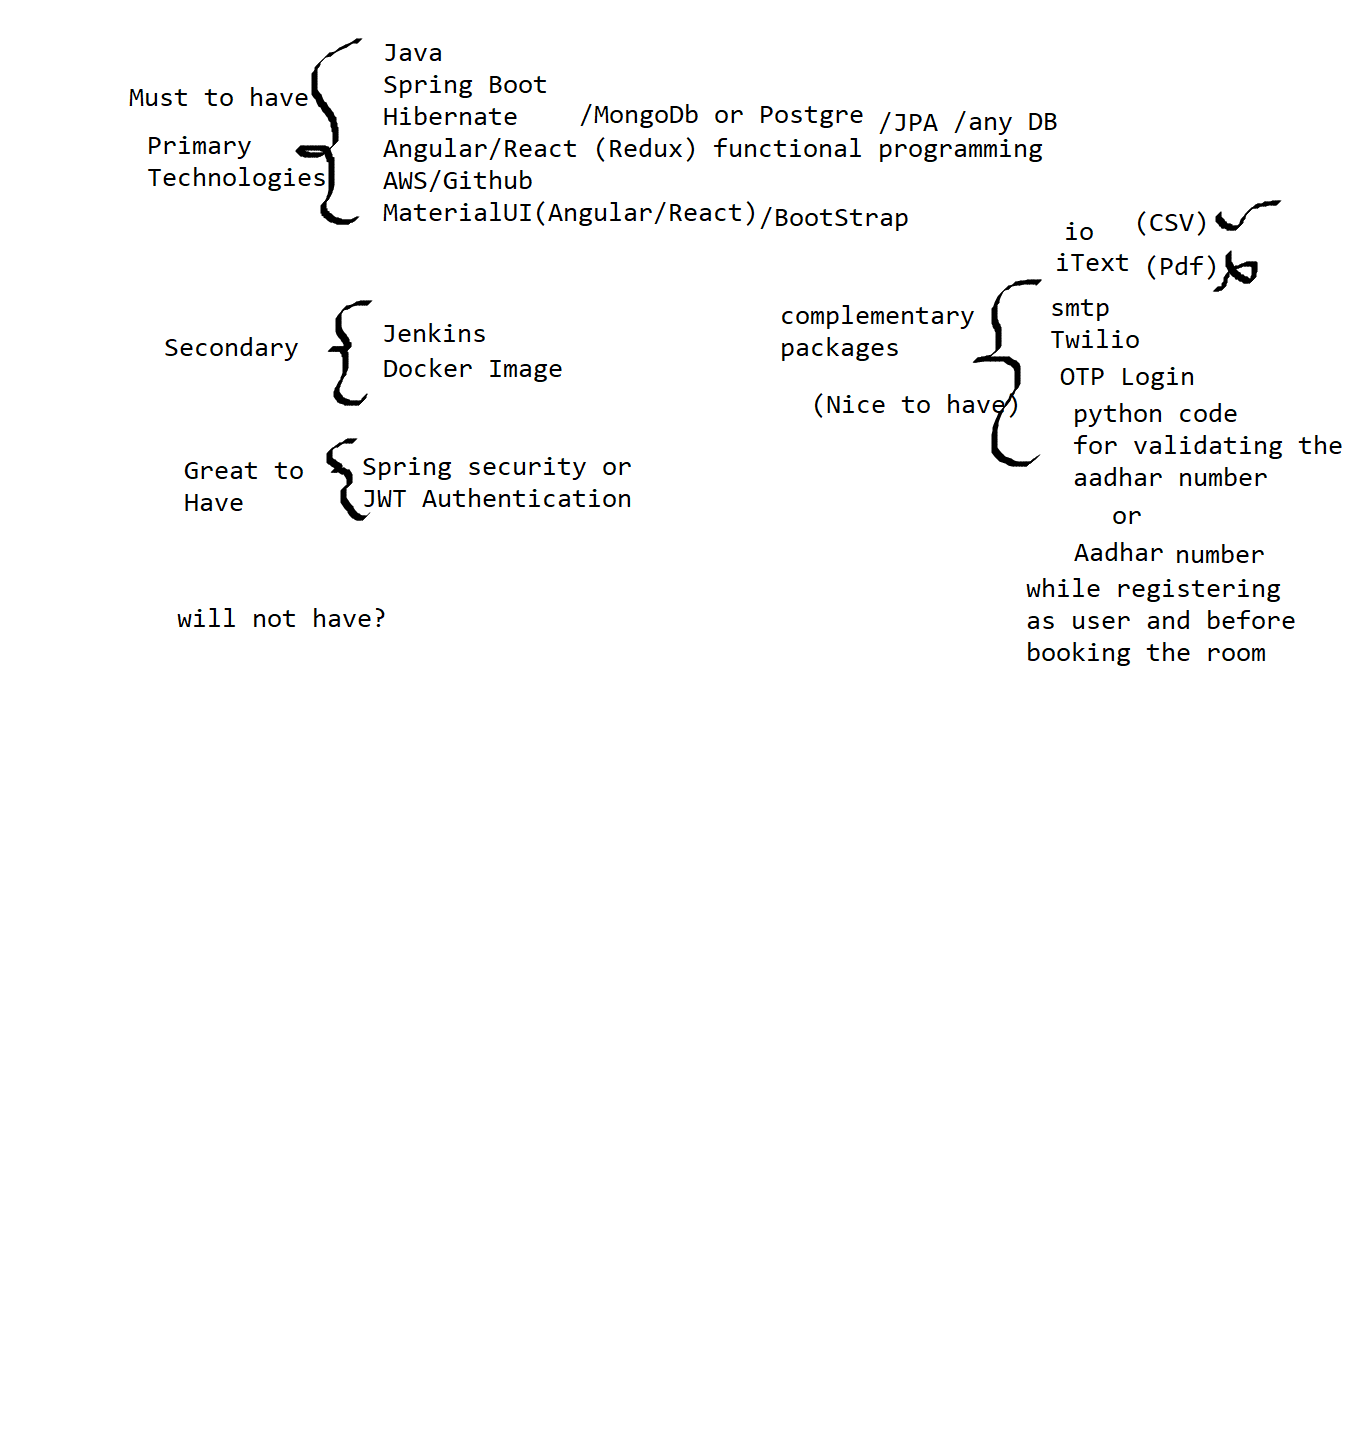 Must to have
Primary
Technologies
Java
Spring Boot
Hibernate /MongoDb or Postgre /JPA /any DB
Angular/React (Redux) functional programming
AWS/Github
MaterialUI(Angular/React)/BootStrap
Secondary
Jenkins
Docker Image
Great to
Have
Spring security or
JWT Authentication
will not have?
complementary
packages
(Nice to have)
io (CSV)
iText (Pdf)
smtp
Twilio
OTP Login
python code
for validating the
aadhar number
or
Aadhar number
while registering
as user and before
booking the room